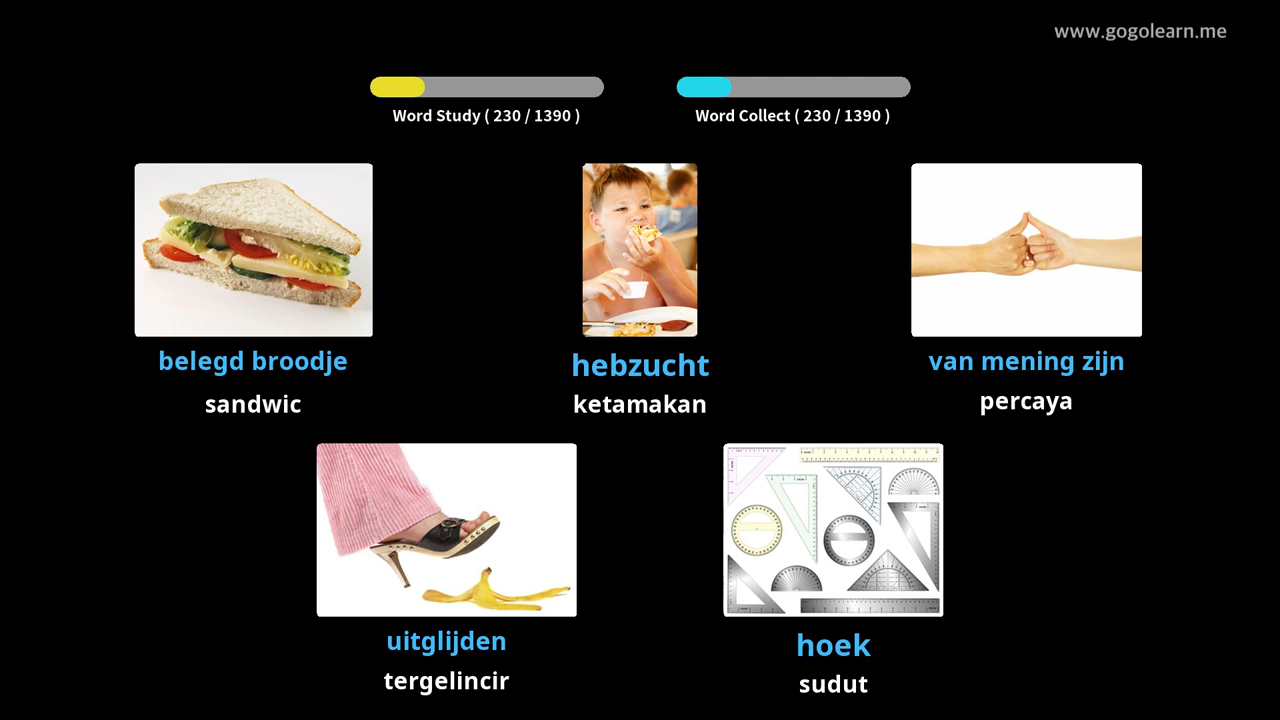 www.gogolearn.me
Word Study ( 230 / 1390 )
Word Collect ( 230 / 1390 )
belegd broodje
sandwic
hebzucht
ketamakan
van mening zijn
percaya
uitglijden
tergelincir
hoek
sudut